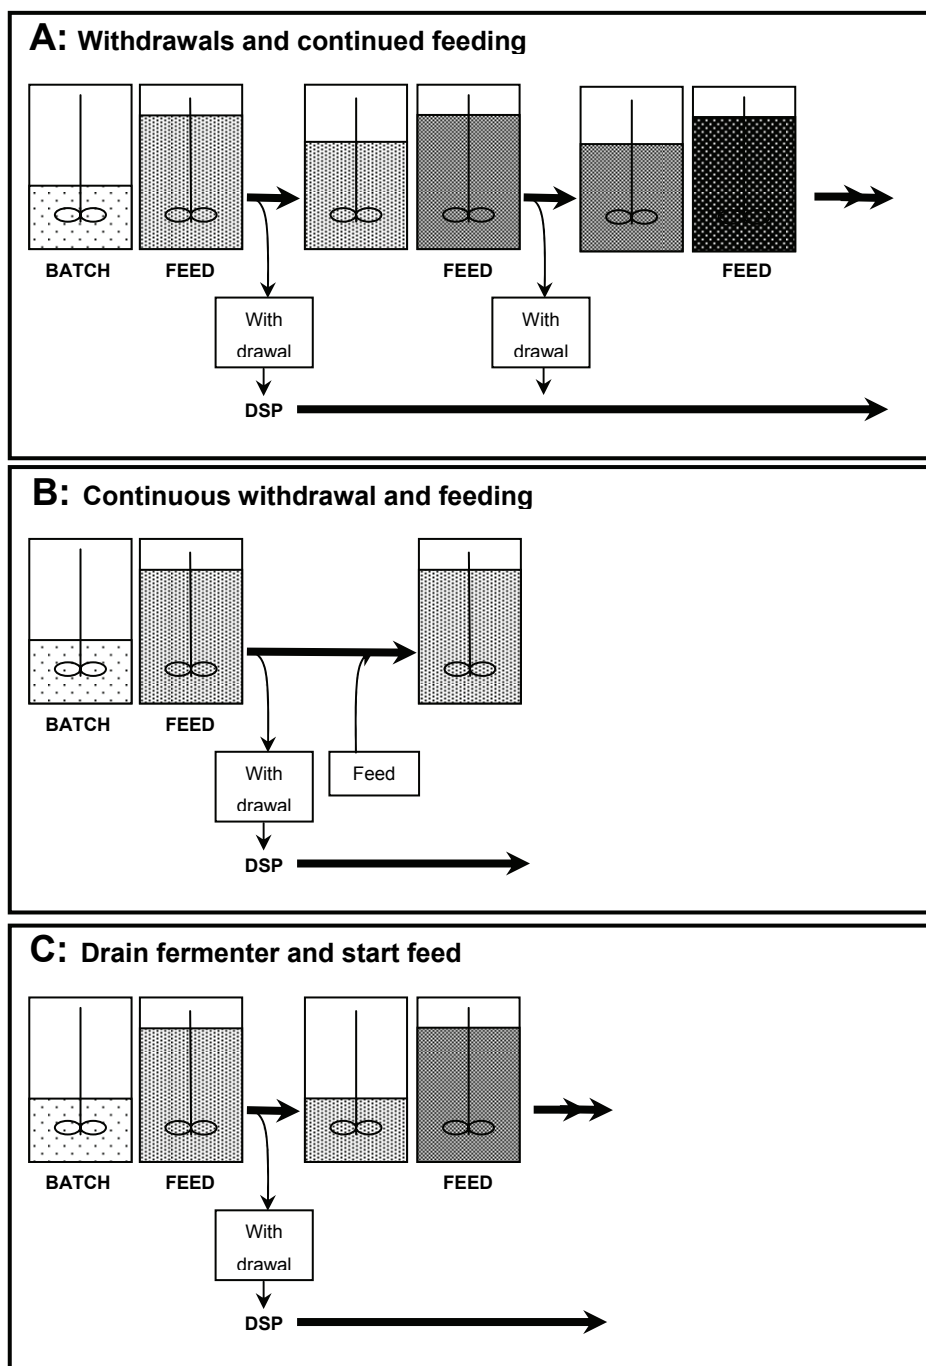 A: Withdrawals and continued feeding
BATCH
FEED
FEED
FEED
With
drawal
With
drawal
DSP
B: Continuous withdrawal and feeding
BATCH
FEED
With
drawal
Feed
DSP
C: Drain fermenter and start feed
BATCH
FEED
FEED
With
drawal
DSP